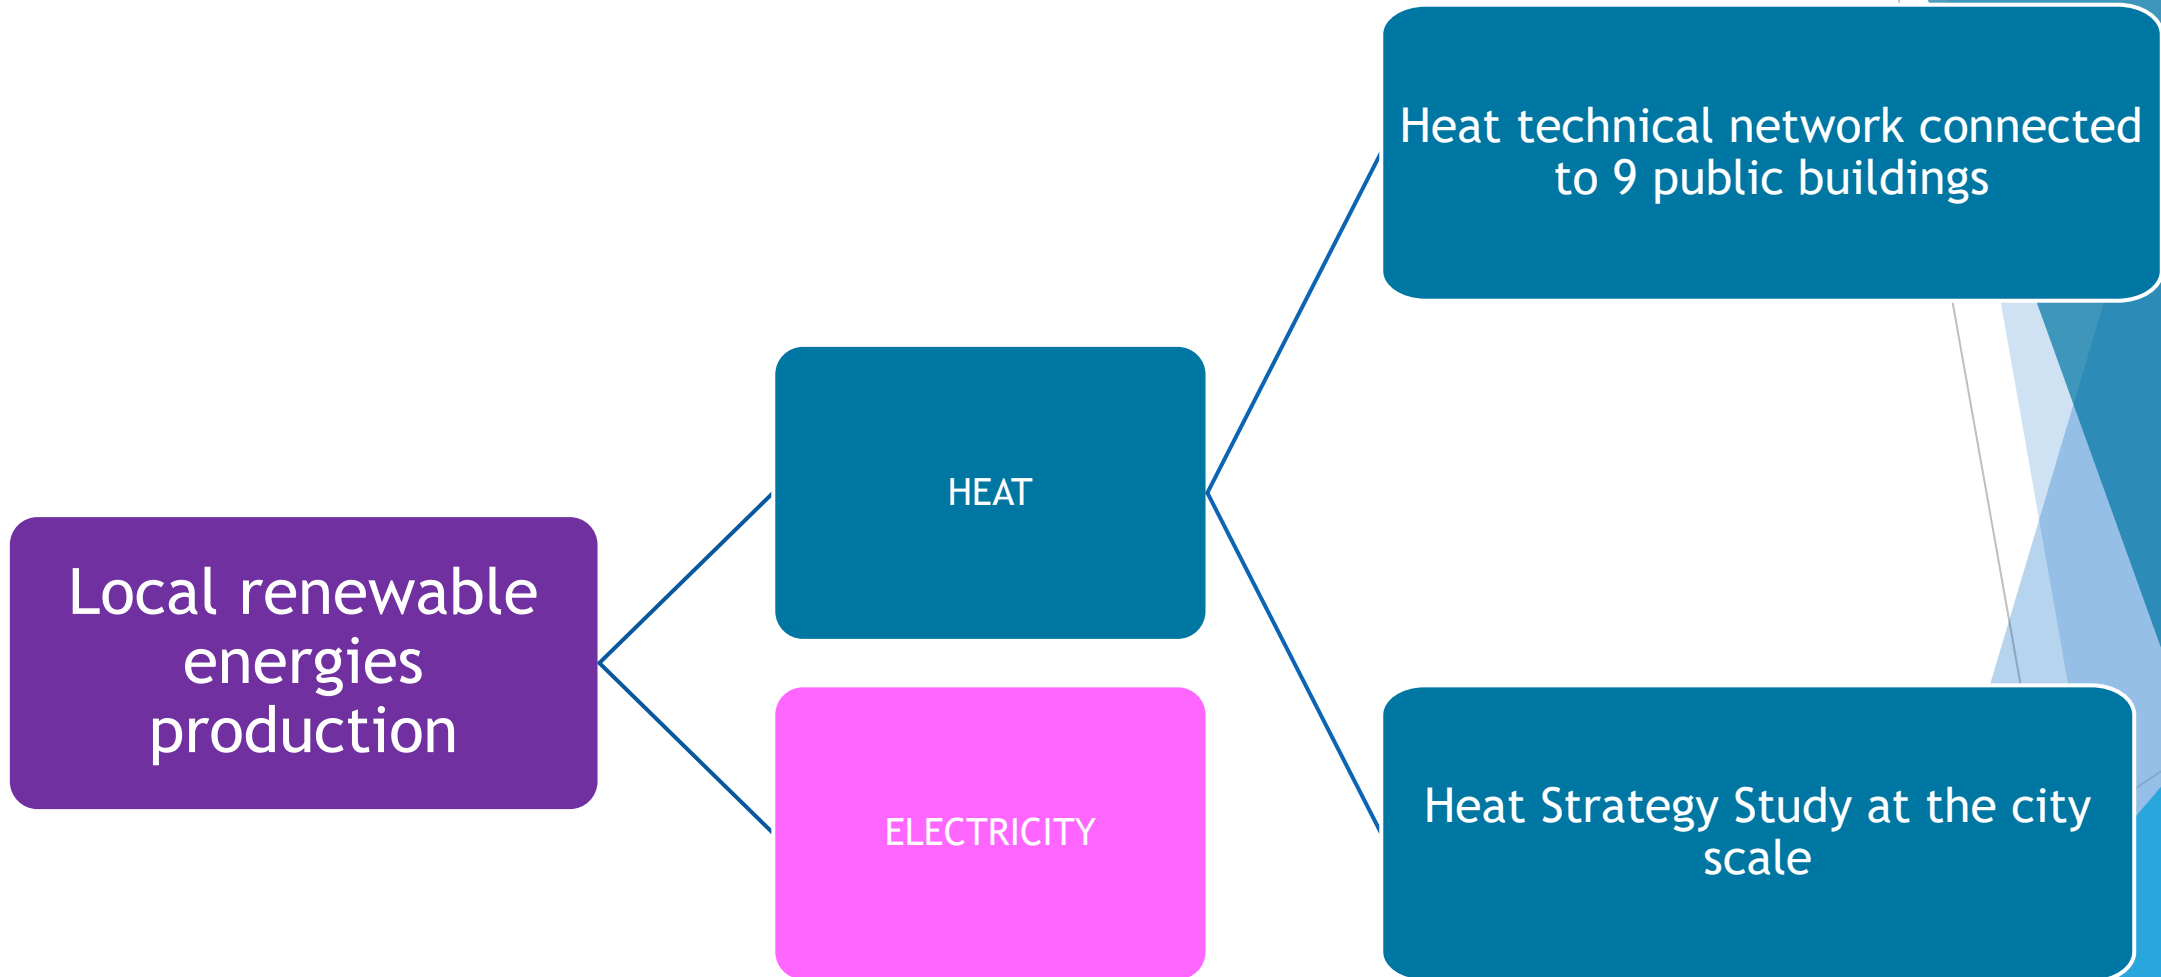 Local renewable
energies
production
HEAT
ELECTRICITY
Heat technical network connected
to 9 public buildings
Heat Strategy Study at the city
scale